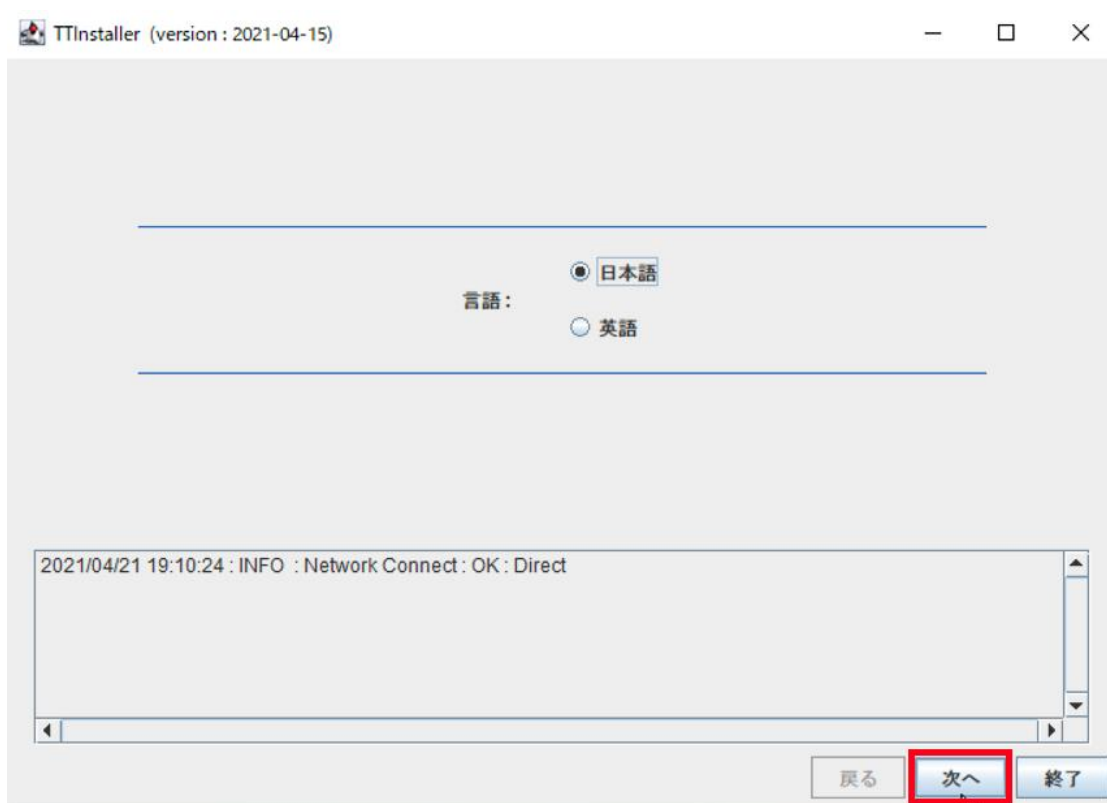 TTInstaller (version : 2021-04-15)
日本語
言語 :
英語
2021/04/21 19:10:24 : INFO : Network Connect : OK : Direct
戻る 次へ 終了